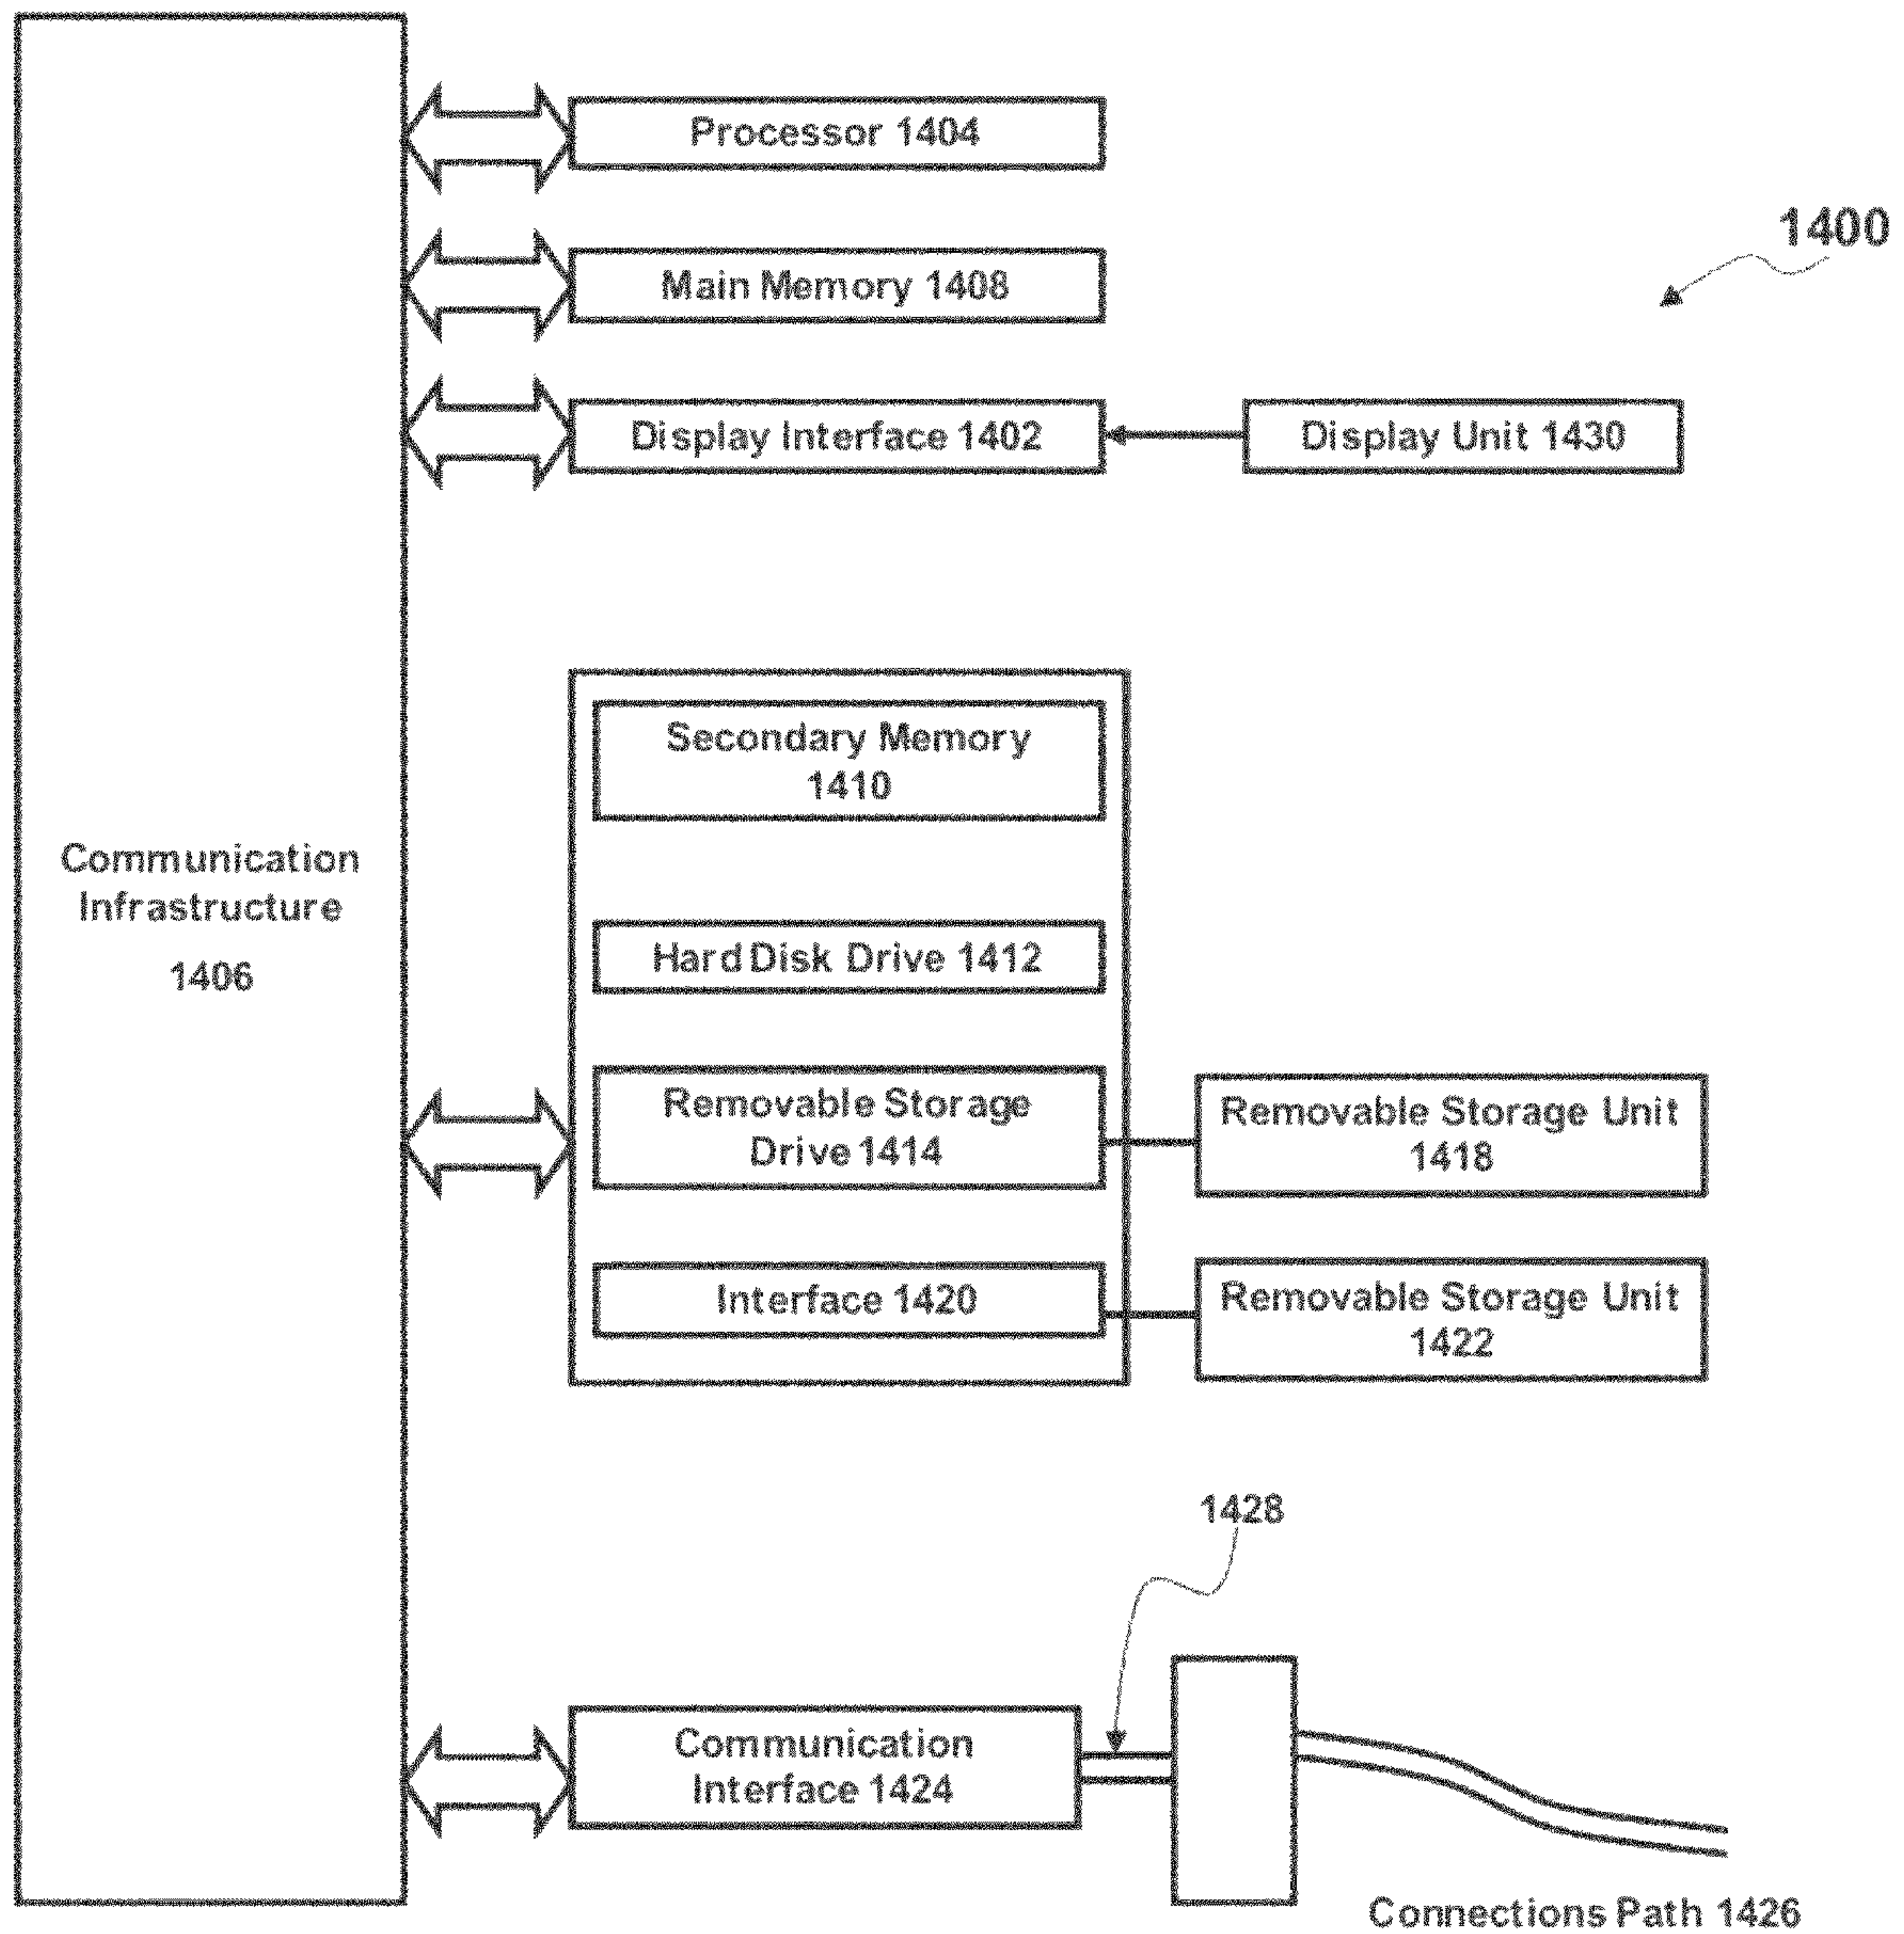 Processor 1404
1400
Main Memory 1408
Display Interface 1402
Display Unit 1430
Secondary Memory
1410
Communication
Infrastructure
1406
Hard Disk Drive 1412
Removable Storage
Drive 1414
Removable Storage Unit
1418
Interface 1420
Removable Storage Unit
1422
1428
Communication
Interface 1424
Connections Path 1426